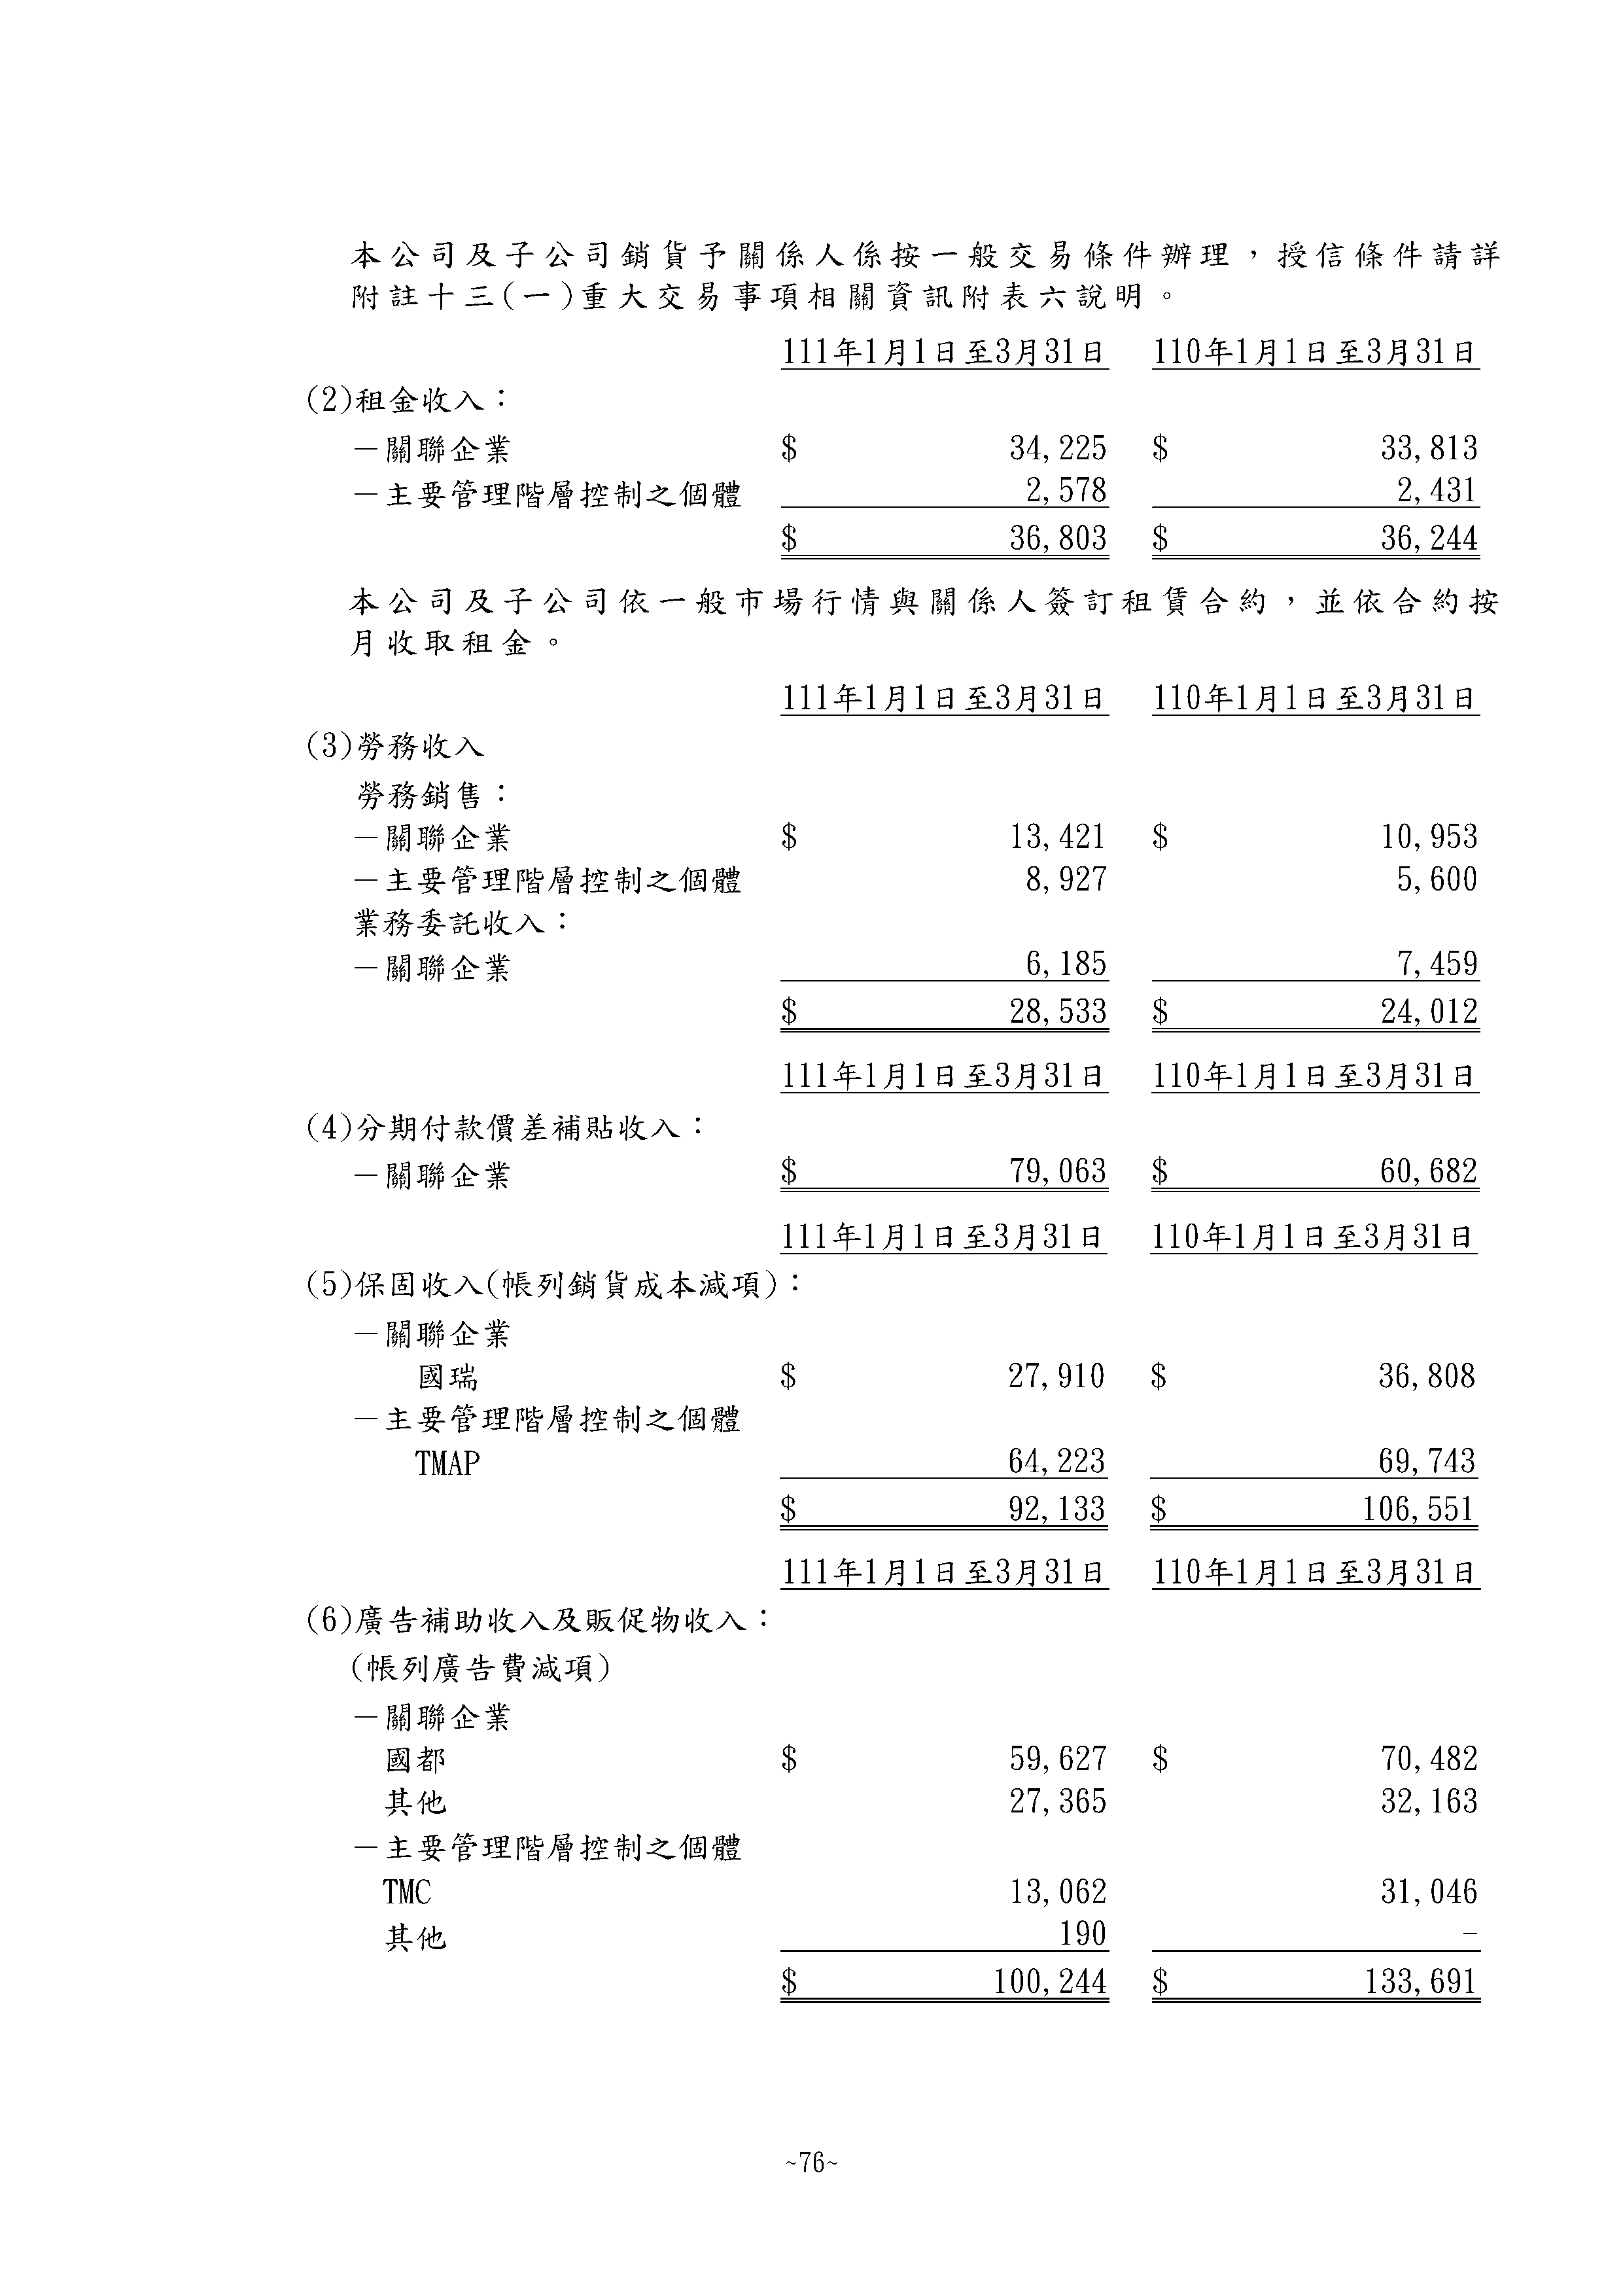 本公司及子公司銷貨予關係人係按一般交易條件辦理，授信條件請詳
附註十三(一)重大交易事項相關資訊附表六說明。
111年1月1日至3月31日 110年1月1日至3月31日
(2)租金收入：
－關聯企業 $ 34,225 $ 33,813
－主要管理階層控制之個體 2,578 2,431
$ 36,803 $ 36,244
本公司及子公司依一般市場行情與關係人簽訂租賃合約，並依合約按
月收取租金。
111年1月1日至3月31日 110年1月1日至3月31日
(3)勞務收入
勞務銷售：
－關聯企業 $ 13,421 $ 10,953
－主要管理階層控制之個體 8,927 5,600
業務委託收入：
－關聯企業 6,185 7,459
$ 28,533 $ 24,012
111年1月1日至3月31日 110年1月1日至3月31日
(4)分期付款價差補貼收入：
－關聯企業 $ 79,063 $ 60,682
111年1月1日至3月31日 110年1月1日至3月31日
(5)保固收入(帳列銷貨成本減項)：
－關聯企業
國瑞 $ 27,910 $ 36,808
－主要管理階層控制之個體
TMAP 64,223 69,743
$ 92,133 $ 106,551
111年1月1日至3月31日 110年1月1日至3月31日
(6)廣告補助收入及販促物收入：
(帳列廣告費減項)
－關聯企業
國都 $ 59,627 $ 70,482
其他 27,365 32,163
－主要管理階層控制之個體
TMC 13,062 31,046
其他 190 -
$ 100,244 $ 133,691
~76~